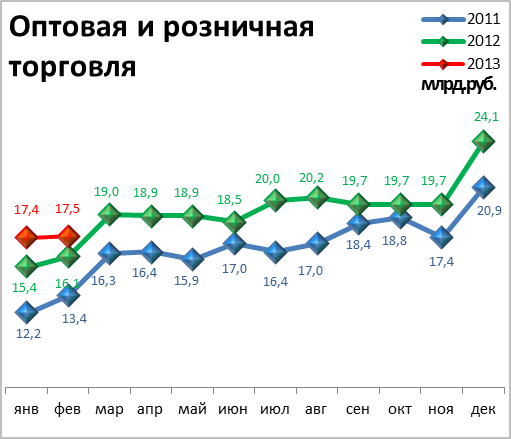 Оптовая и розничная
торговля
2011
2012
2013
млрд.руб.
24,1
19,0 18,9 18,9 18,5 20,0 20,2 19,7 19,7 19,7
17,4 17,5
15,4 16,1
20,9
16,3 16,4 15,9 17,0 16,4 17,0 18,4 18,8 17,4
12,2 13,4
янв фев мар апр май июн июл авг сен окт ноя дек